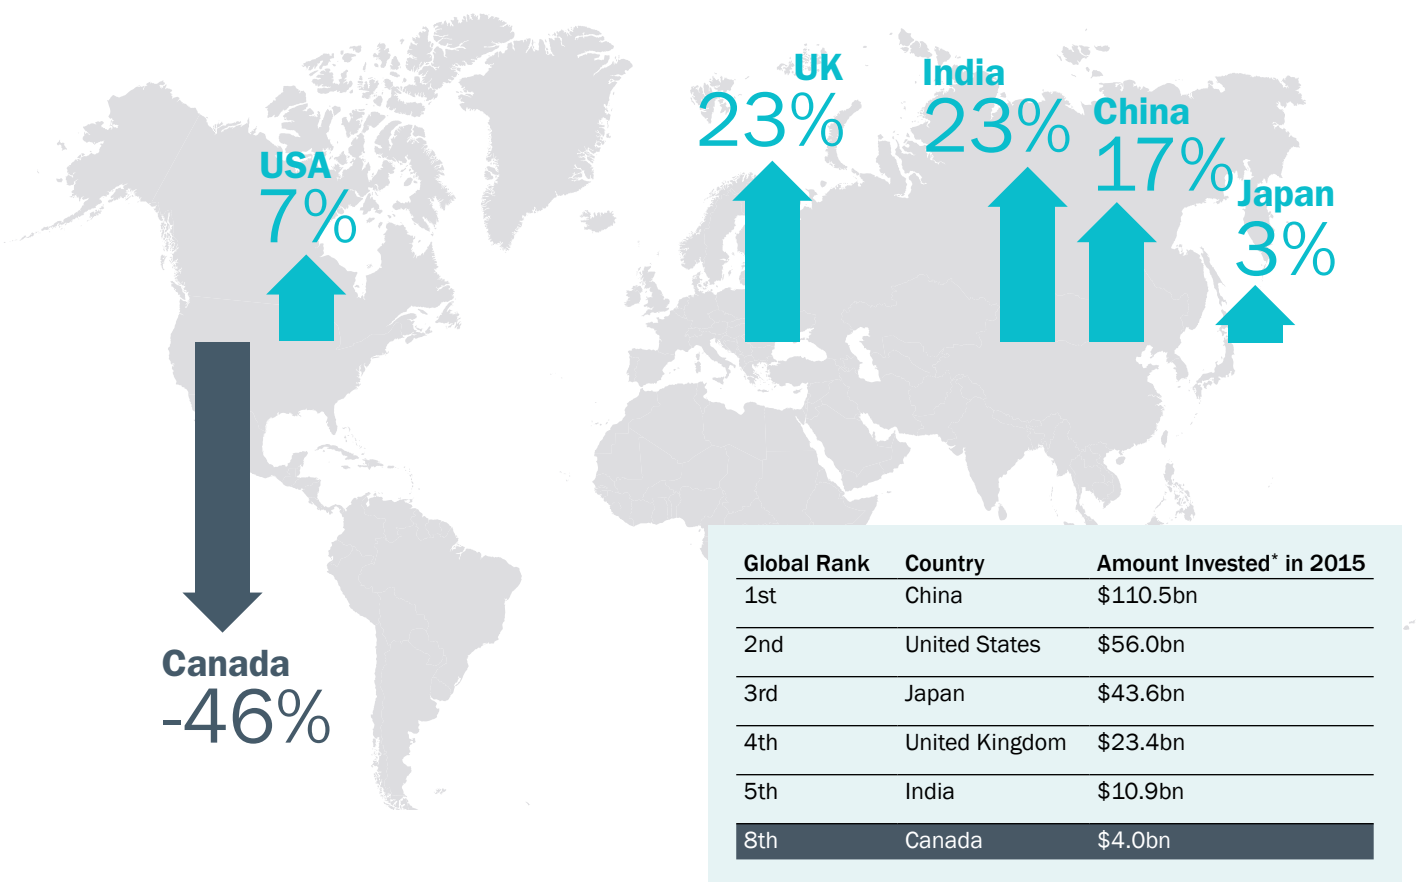 UK
23%
India
23%
China
17%
USA
7%
Japan
3%
Canada
-46%
Global Rank Country Amount Invested* in 2015
1st China $110.5bn
2nd United States $56.0bn
3rd Japan $43.6bn
4th United Kingdom $23.4bn
5th India $10.9bn
8th Canada $4.0bn